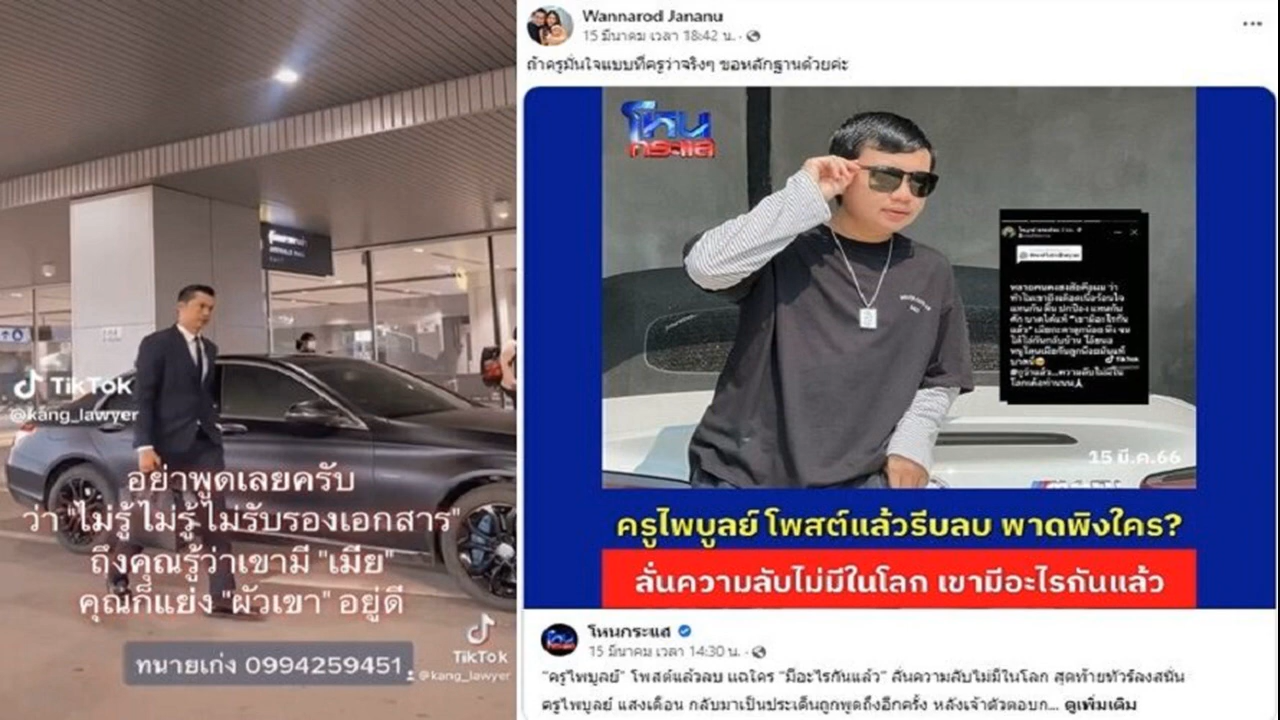 TikTok
@kang_lawyer
อย่าพูดเลยครับ
ว่า "ไม่รู้ ไม่รู้ ไม่รับรองเอกสาร"
ถึงคุณรู้ว่าเขามี "เมีย"
คุณก็แย่ง "ผัวเขา" อยู่ดี
ทนายเก่ง 0994259451
TikTok
@kang_lawyer
Wannarod Jananu
15 มีนาคม เวลา 18:42 น.
ถ้าครูมั่นใจแบบที่ครูว่าจริงๆ ขอหลักฐานด้วยค่ะ
โหนกระแส
15 มี.ค.66
ครูไพบูลย์ โพสต์แล้วรีบลบ พาดพิงใคร?
ลั่นความลับไม่มีในโลก เขามีอะไรกันแล้ว
โหนกระแส
15 มีนาคม เวลา 14:30 น.
"ครูไพบูลย์" โพสต์แล้วลบ แฉใคร "มีอะไรกันแล้ว" ลั่นความลับไม่มีในโลก สุดท้ายทัวร์ลงสนั่น
ครูไพบูลย์ แสงเดือน กลับมาเป็นประเด็นถูกพูดถึงอีกครั้ง หลังเจ้าตัวตอบก... ดูเพิ่มเติม